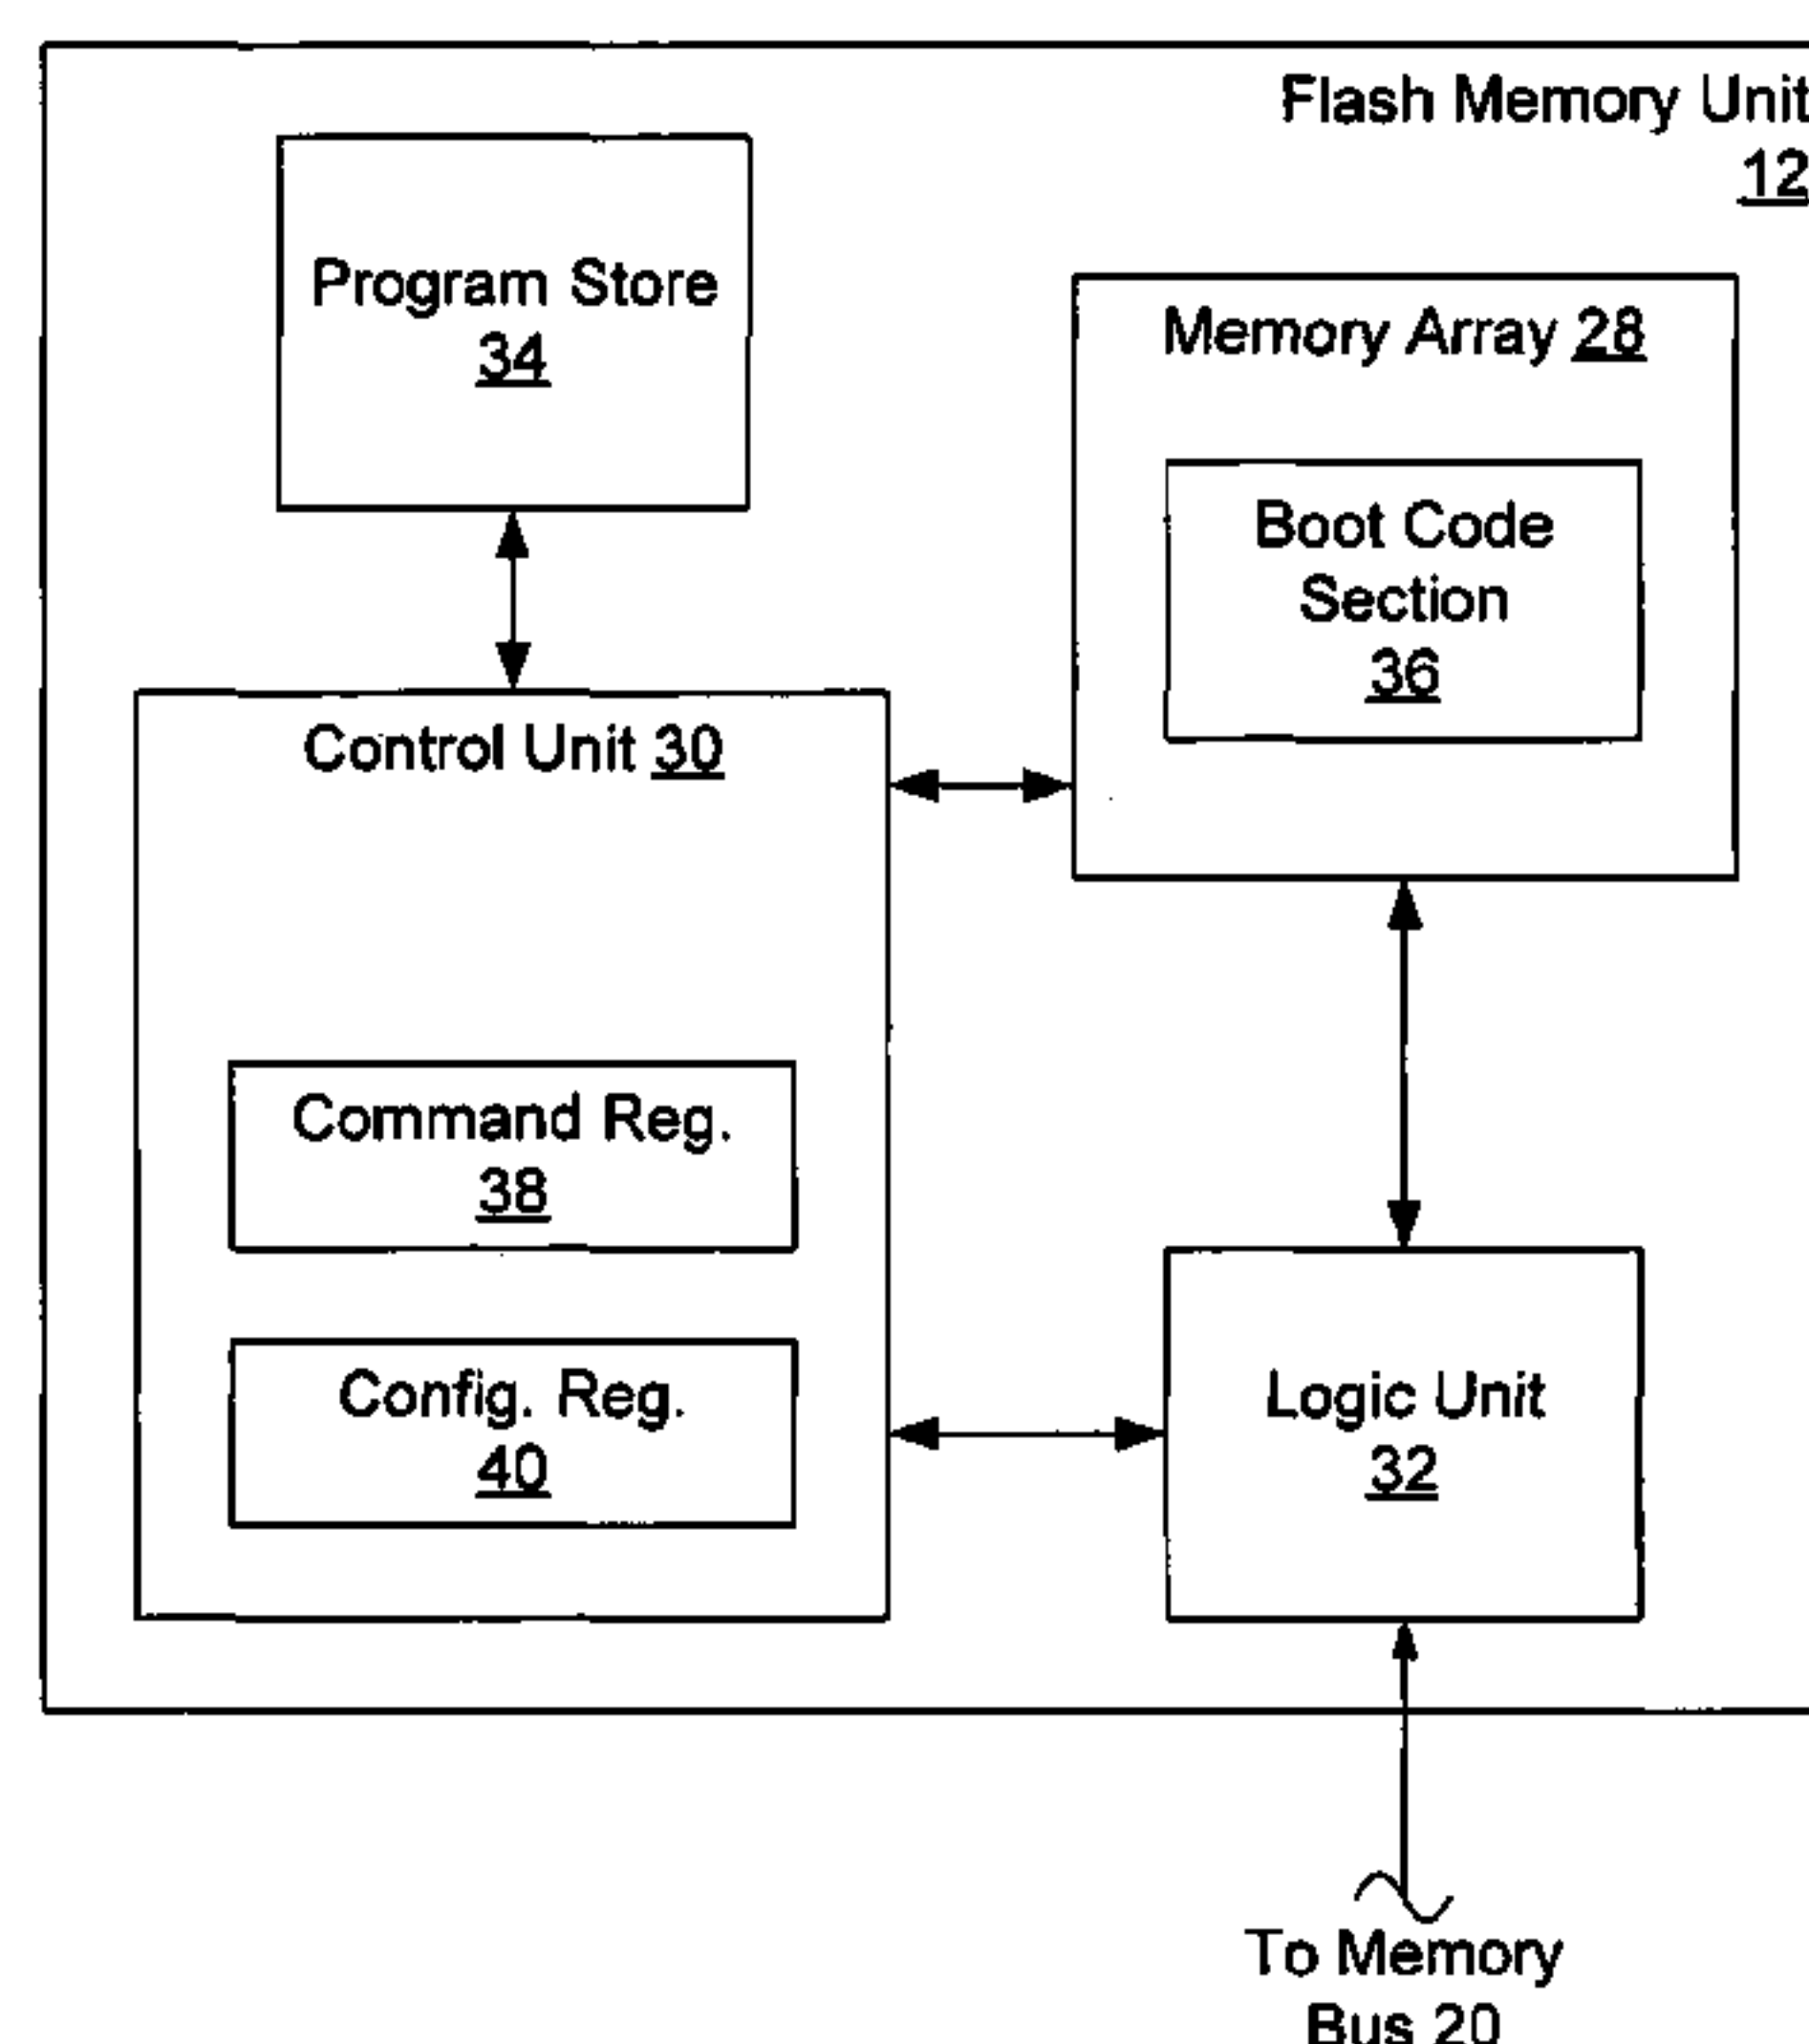 Flash Memory Unit
12
Program Store
34
Memory Array 28
Boot Code
Section
36
Control Unit 30
Command Reg.
38
Config. Reg.
40
Logic Unit
32
To Memory
Bus 20